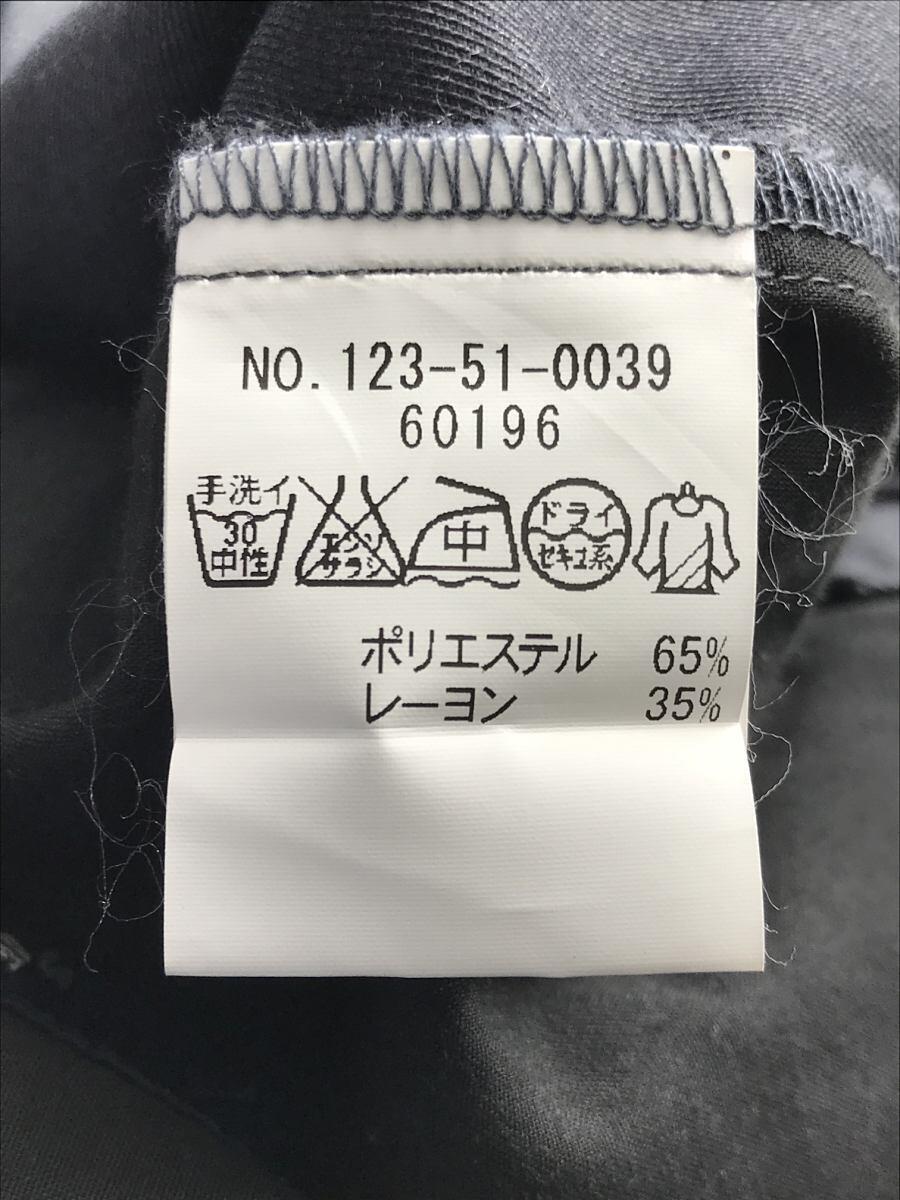 NO. 123-51-0039
60196
手洗イ
30
中性
エンソ
サラシ
中
ドライ
セキユ系
ポリエステル 65%
レーヨン 35%